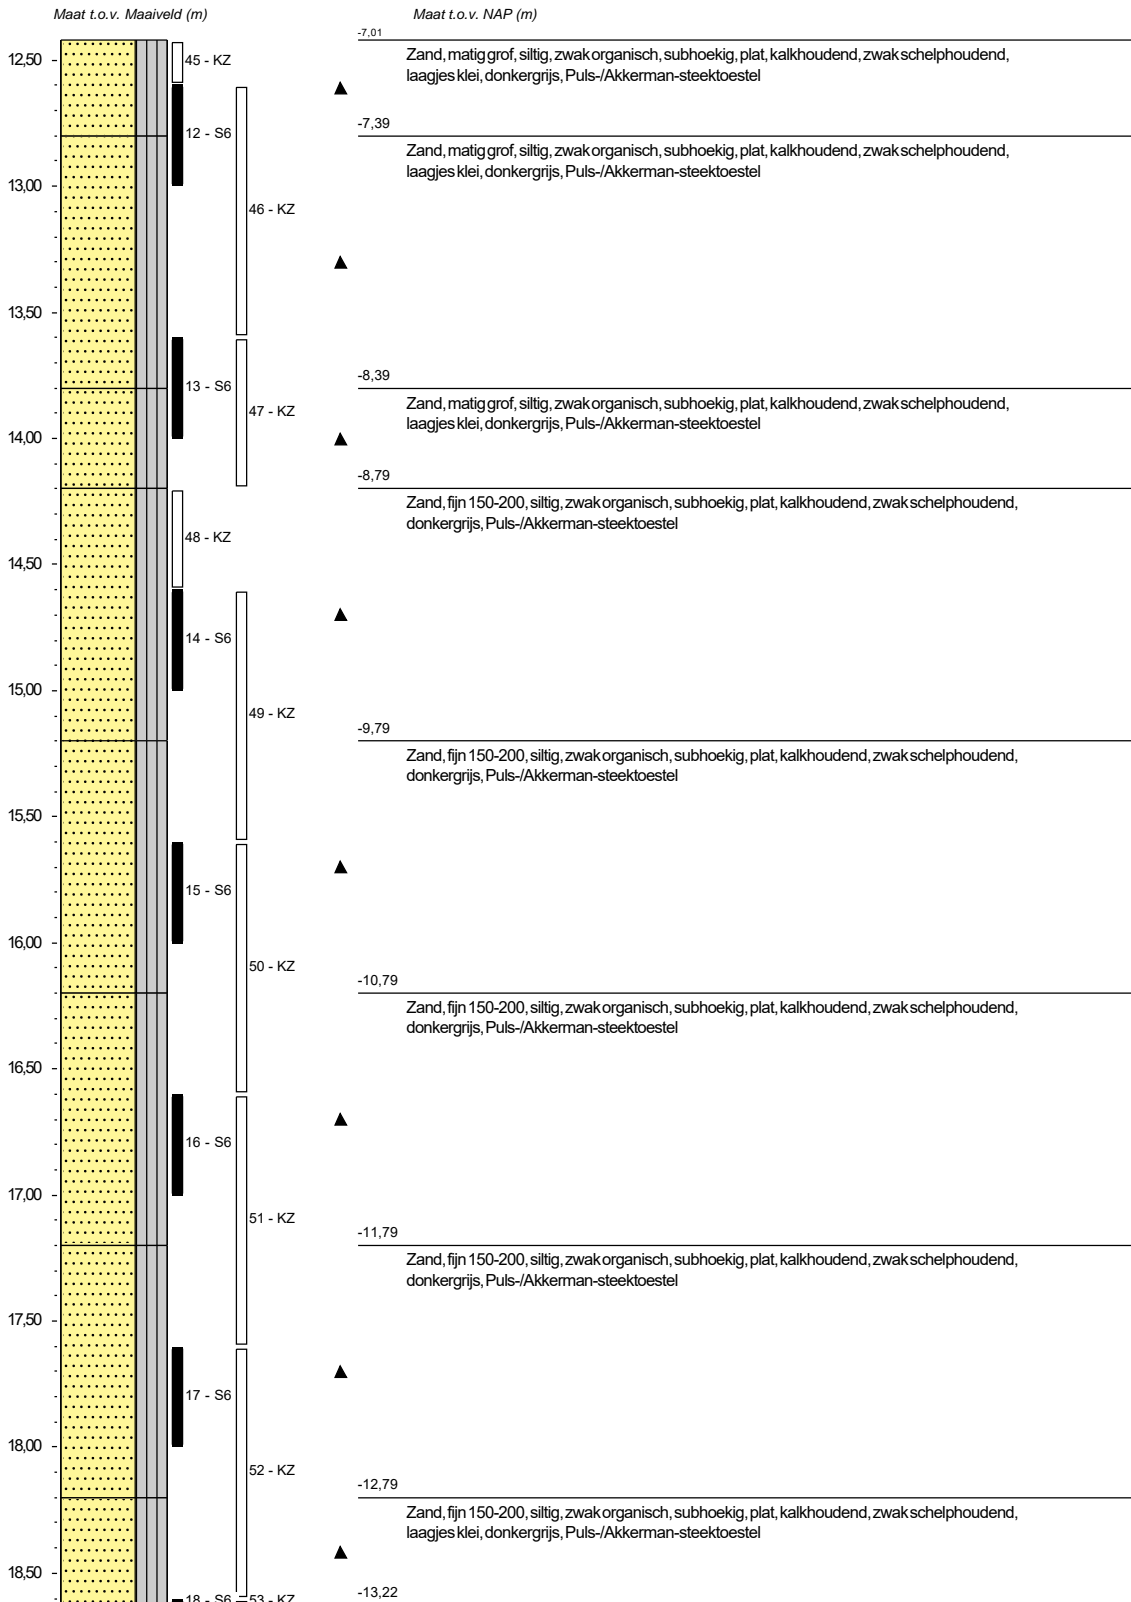 Maat t.o.v. Maaiveld (m)
Maat t.o.v. NAP (m)
-7,01
12,50
45 - KZ
Zand, matig grof, siltig, zwak organisch, subhoekig, plat, kalkhoudend, zwak schelphoudend,
laagjes klei, donkergrijs, Puls-/Akkerman-steektoestel
-7,39
12 - S6
Zand, matig grof, siltig, zwak organisch, subhoekig, plat, kalkhoudend, zwak schelphoudend,
laagjes klei, donkergrijs, Puls-/Akkerman-steektoestel
13,00
46 - KZ
13,50
-8,39
13 - S6
Zand, matig grof, siltig, zwak organisch, subhoekig, plat, kalkhoudend, zwak schelphoudend,
laagjes klei, donkergrijs, Puls-/Akkerman-steektoestel
47 - KZ
14,00
-8,79
Zand, fijn 150-200, siltig, zwak organisch, subhoekig, plat, kalkhoudend, zwak schelphoudend,
donkergrijs, Puls-/Akkerman-steektoestel
48 - KZ
14,50
14 - S6
15,00
49 - KZ
-9,79
Zand, fijn 150-200, siltig, zwak organisch, subhoekig, plat, kalkhoudend, zwak schelphoudend,
donkergrijs, Puls-/Akkerman-steektoestel
15,50
15 - S6
16,00
50 - KZ
-10,79
Zand, fijn 150-200, siltig, zwak organisch, subhoekig, plat, kalkhoudend, zwak schelphoudend,
donkergrijs, Puls-/Akkerman-steektoestel
16,50
16 - S6
17,00
51 - KZ
-11,79
Zand, fijn 150-200, siltig, zwak organisch, subhoekig, plat, kalkhoudend, zwak schelphoudend,
donkergrijs, Puls-/Akkerman-steektoestel
17,50
17 - S6
18,00
52 - KZ
-12,79
Zand, fijn 150-200, siltig, zwak organisch, subhoekig, plat, kalkhoudend, zwak schelphoudend,
laagjes klei, donkergrijs, Puls-/Akkerman-steektoestel
18,50
-13,22
18 - S6
53 - KZ